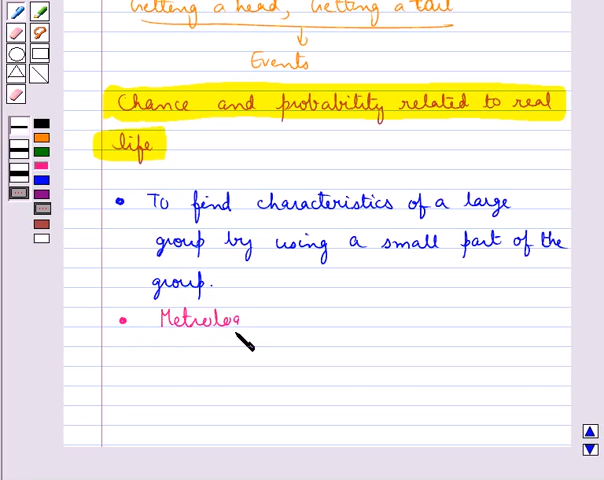 Getting a head, Getting a tail
Events
Chance and probability related to real
life
• To find characteristics of a large
group by using a small part of the
group.
• Metrolog